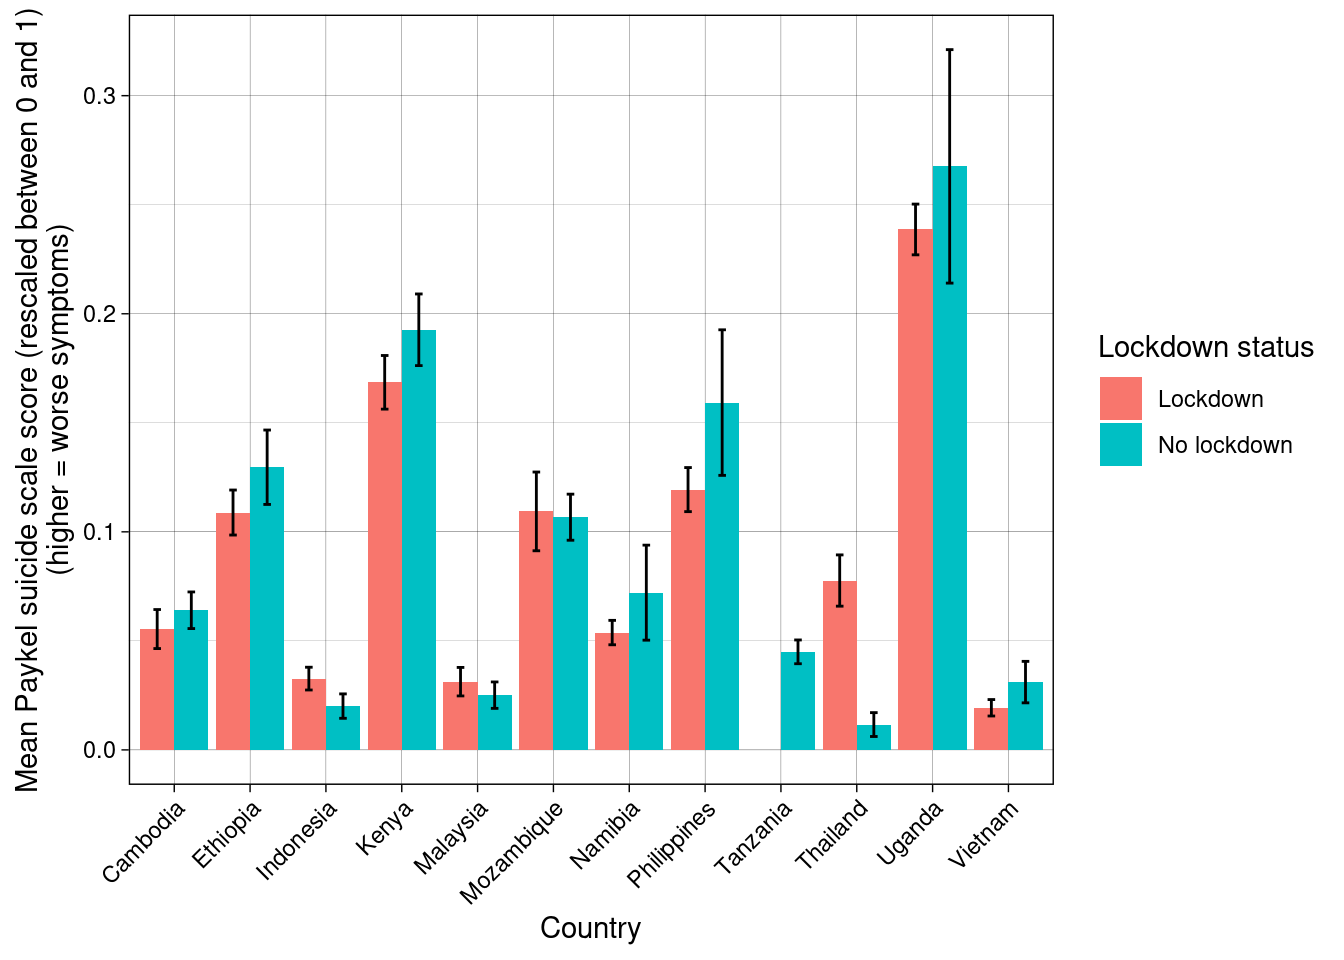 Mean Paykel suicide scale score (rescaled between 0 and 1)
(higher = worse symptoms)
0.3
0.2
0.1
0.0
Cambodia
Ethiopia
Indonesia
Kenya
Malaysia
Mozambique
Namibia
Philippines
Tanzania
Thailand
Uganda
Vietnam
Country
Lockdown status
Lockdown
No lockdown